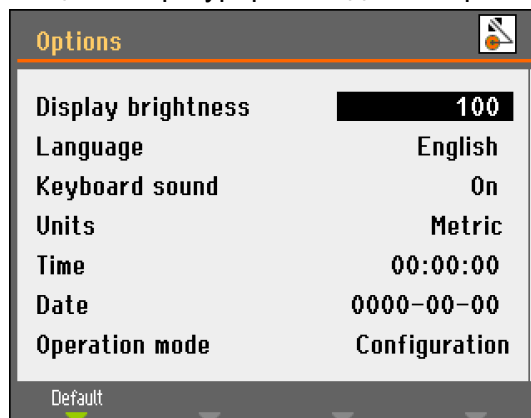 Options
Display brightness 100
Language English
Keyboard sound On
Units Metric
Time 00:00:00
Date 0000-00-00
Operation mode Configuration
Default